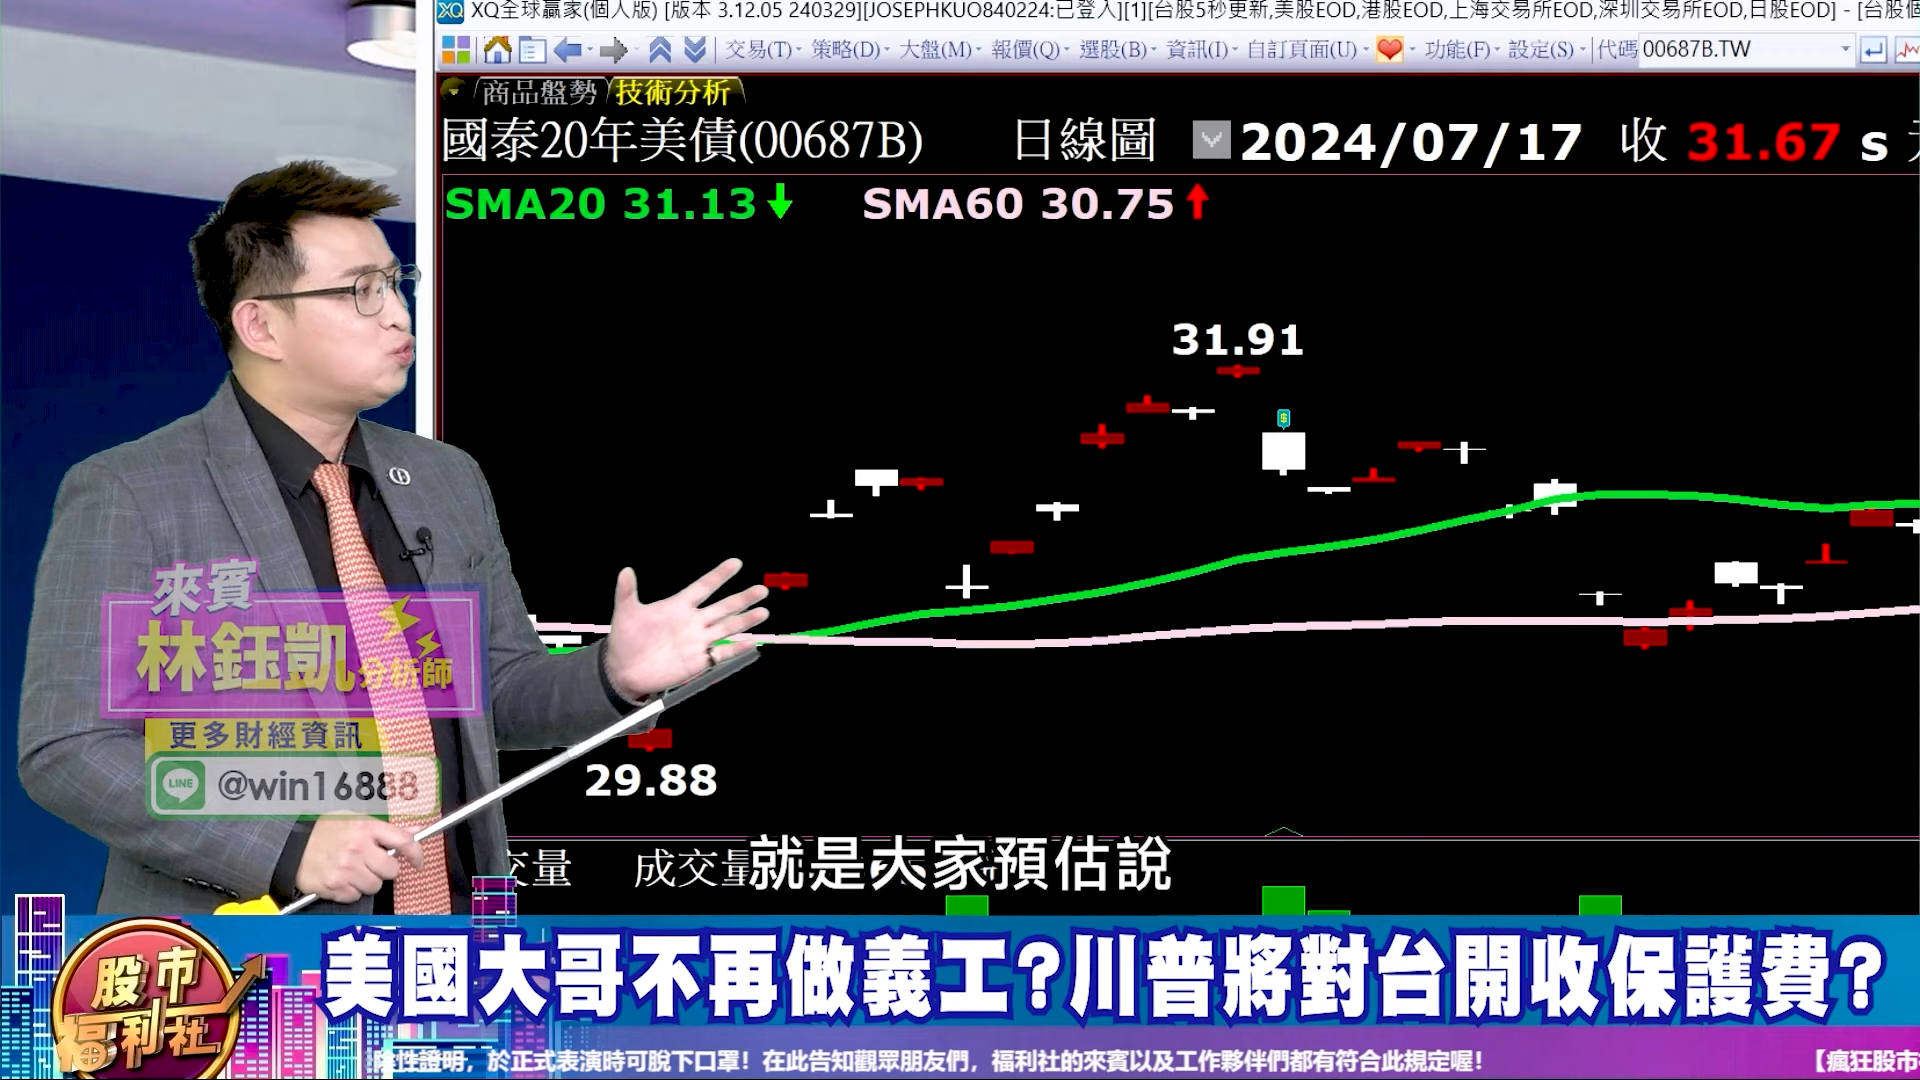 XQ全球贏家(個人版) [版本 3.12.05 240329][JOSEPHKUO840224:已登入][1][台股5秒更新,美股EOD,港股EOD,上海交易所EOD,深圳交易所EOD,日股EOD] - [台股個
交易(T) 策略(D) 大盤(M) 報價(Q) 選股(B) 資訊(I) 自訂頁面(U) 功能(F) 設定(S) 代碼 00687B.TW
商品盤勢 技術分析
國泰20年美債(00687B) 日線圖 2024/07/17 收 31.67 s 元
SMA20 31.13↓ SMA60 30.75↑
31.91
29.88
來賓
林鈺凱分析師
更多財經資訊
LINE @win16888
交量 成交量
就是大家預估說
股市
福利社
美國大哥不再做義工?川普將對台開收保護費?
陰性證明，於正式表演時可脫下口罩！在此告知觀眾朋友們，福利社的來賓以及工作夥伴們都有符合此規定喔！ 【瘋狂股市